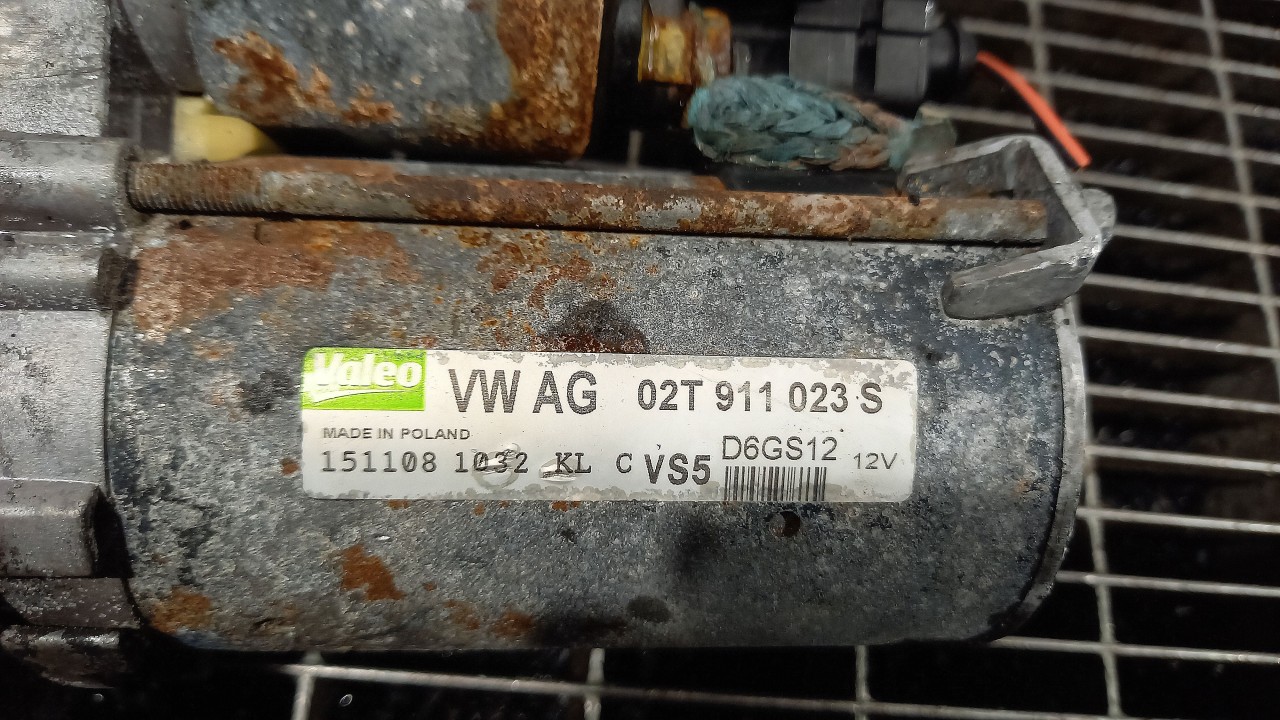 Valeo VW AG 02T 911 023 S
MADE IN POLAND
151108 1032 KL C VS5 D6GS12 12V